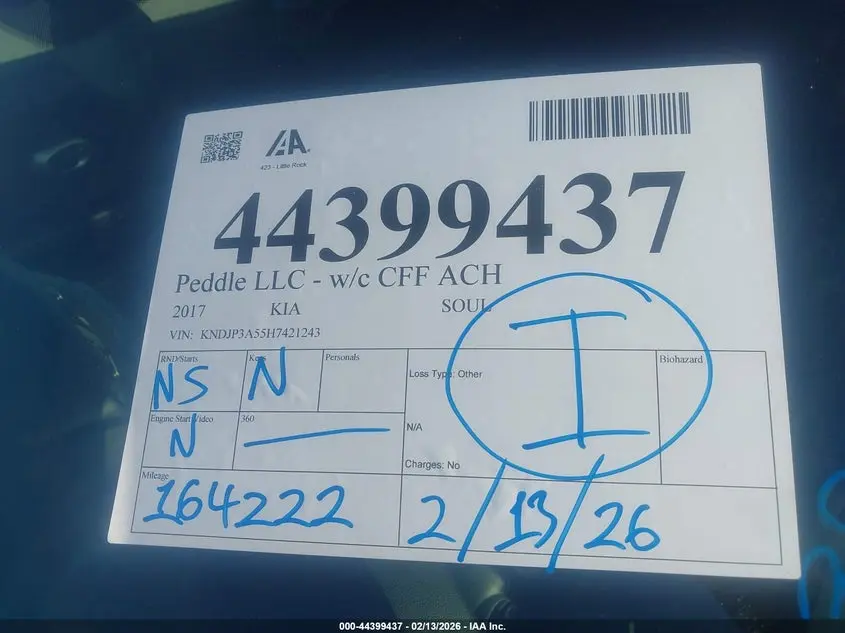 IAA
423 - Little Rock
44399437
Peddle LLC - w/c CFF ACH
2017 KIA SOUL
VIN: KNDJP3A55H7421243
RND/Starts Keys Personals Loss Type: Other Biohazard
NS N I
Engine Start Video 360 N/A
N —
Charges: No
Mileage
164222 2/13/26
000-44399437 - 02/13/2026 - IAA Inc.